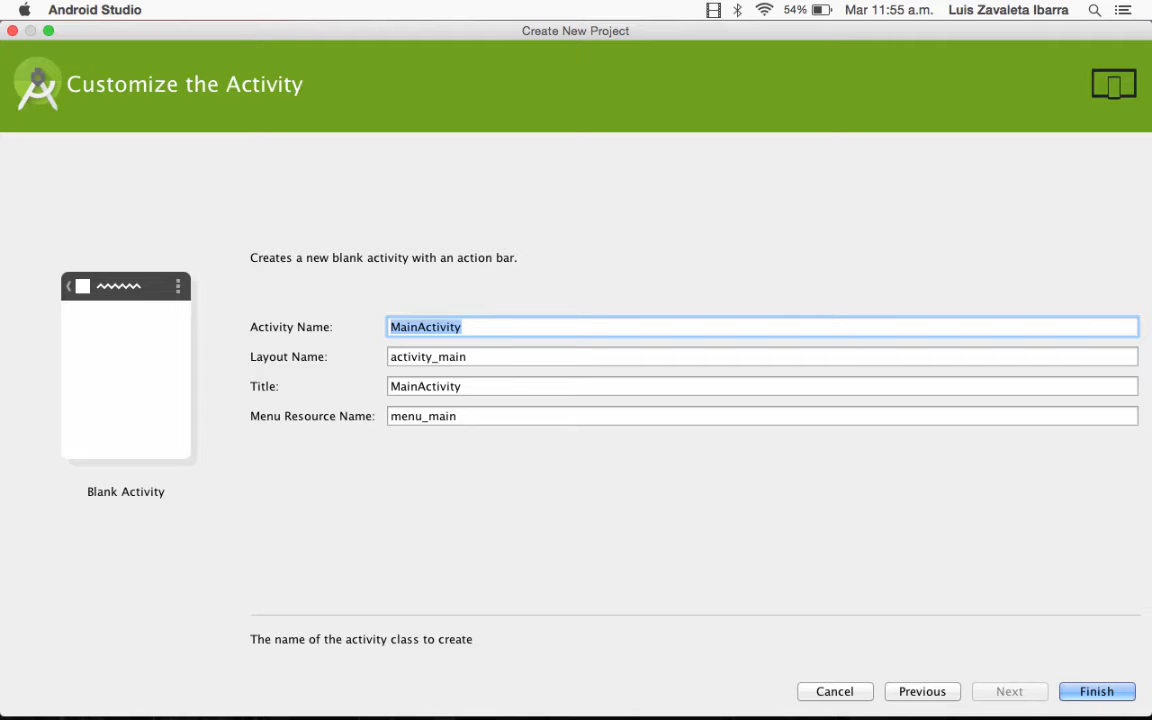 Android Studio 54% Mar 11:55 a.m. Luis Zavaleta Ibarra
Create New Project
Customize the Activity
Creates a new blank activity with an action bar.
Activity Name: MainActivity
Layout Name: activity_main
Title: MainActivity
Menu Resource Name: menu_main
Blank Activity
The name of the activity class to create
Cancel Previous Next Finish